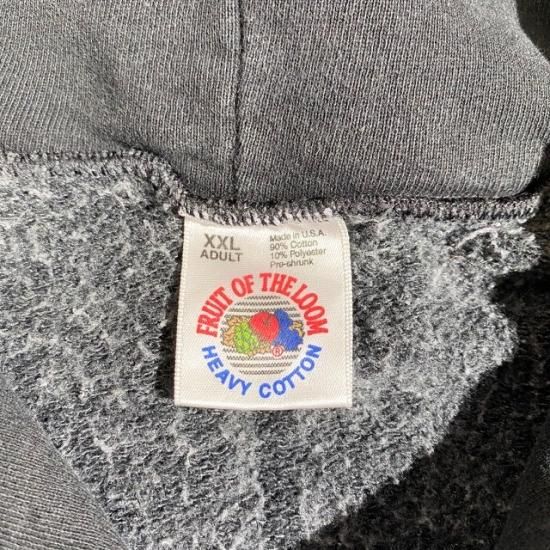 XXL
ADULT
Made in U.S.A.
90% Cotton
10% Polyester
Pre-shrunk
FRUIT OF THE LOOM
®
HEAVY COTTON